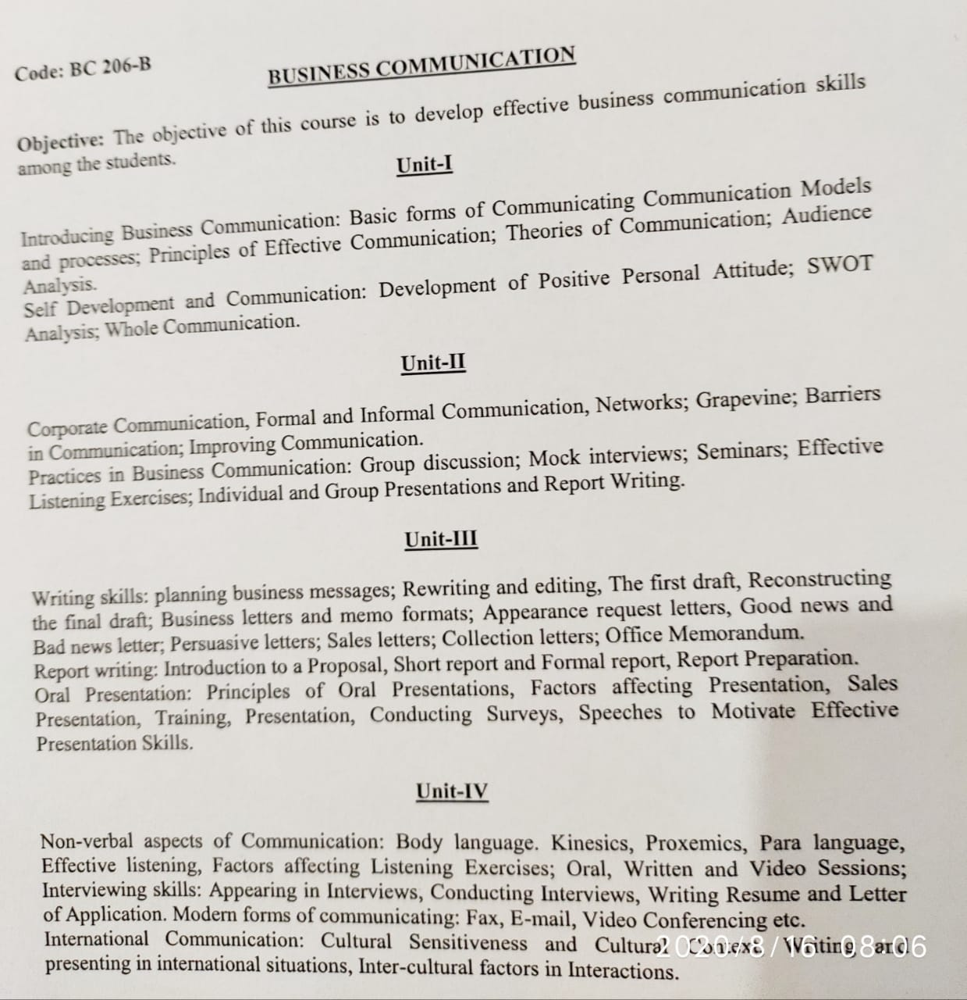 Code: BC 206-B
BUSINESS COMMUNICATION
Objective: The objective of this course is to develop effective business communication skills
among the students.
Unit-I
Introducing Business Communication: Basic forms of Communicating Communication Models
and processes; Principles of Effective Communication; Theories of Communication; Audience
Analysis.
Self Development and Communication: Development of Positive Personal Attitude; SWOT
Analysis; Whole Communication.
Unit-II
Corporate Communication, Formal and Informal Communication, Networks; Grapevine; Barriers
in Communication; Improving Communication.
Practices in Business Communication: Group discussion; Mock interviews; Seminars; Effective
Listening Exercises; Individual and Group Presentations and Report Writing.
Unit-III
Writing skills: planning business messages; Rewriting and editing, The first draft, Reconstructing
the final draft; Business letters and memo formats; Appearance request letters, Good news and
Bad news letter; Persuasive letters; Sales letters; Collection letters; Office Memorandum.
Report writing: Introduction to a Proposal, Short report and Formal report, Report Preparation.
Oral Presentation: Principles of Oral Presentations, Factors affecting Presentation, Sales
Presentation, Training, Presentation, Conducting Surveys, Speeches to Motivate Effective
Presentation Skills.
Unit-IV
Non-verbal aspects of Communication: Body language. Kinesics, Proxemics, Para language,
Effective listening, Factors affecting Listening Exercises; Oral, Written and Video Sessions;
Interviewing skills: Appearing in Interviews, Conducting Interviews, Writing Resume and Letter
of Application. Modern forms of communicating: Fax, E-mail, Video Conferencing etc.
International Communication: Cultural Sensitiveness and Cultural Context, Writing and
presenting in international situations, Inter-cultural factors in Interactions.
2020/8/16 08:06